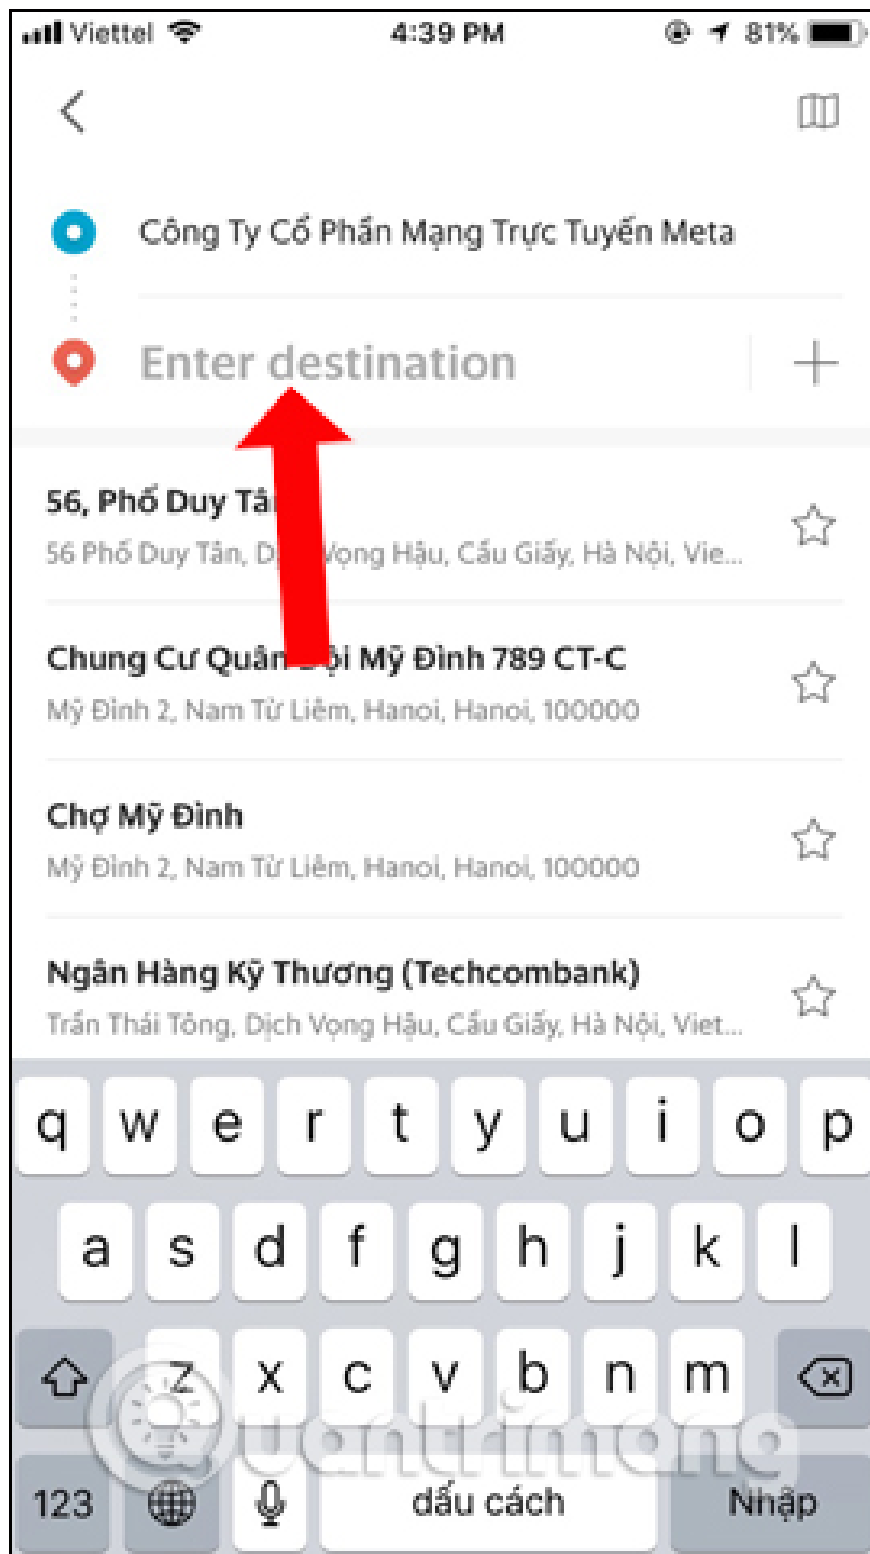 Viettel 4:39 PM 81%
Công Ty Cổ Phần Mạng Trực Tuyến Meta
Enter destination
56, Phố Duy
56 Phố Duy Tân, Vọng Hậu, Cầu Giấy, Hà Nội, Vie...
Chung Cư Quân Mỹ Đình 789 CT-C
Mỹ Đình 2, Nam Từ Liêm, Hanoi, Hanoi, 100000
Chợ Mỹ Đình
Mỹ Đình 2, Nam Từ Liêm, Hanoi, Hanoi, 100000
Ngân Hàng Kỹ Thương (Techcombank)
Trần Thái Tông, Dịch Vọng Hậu, Cầu Giấy, Hà Nội, Viet...
q w e r t y u i o p
a s d f g h j k l
z x c v b n m
Quantrimang
123 dấu cách Nhập